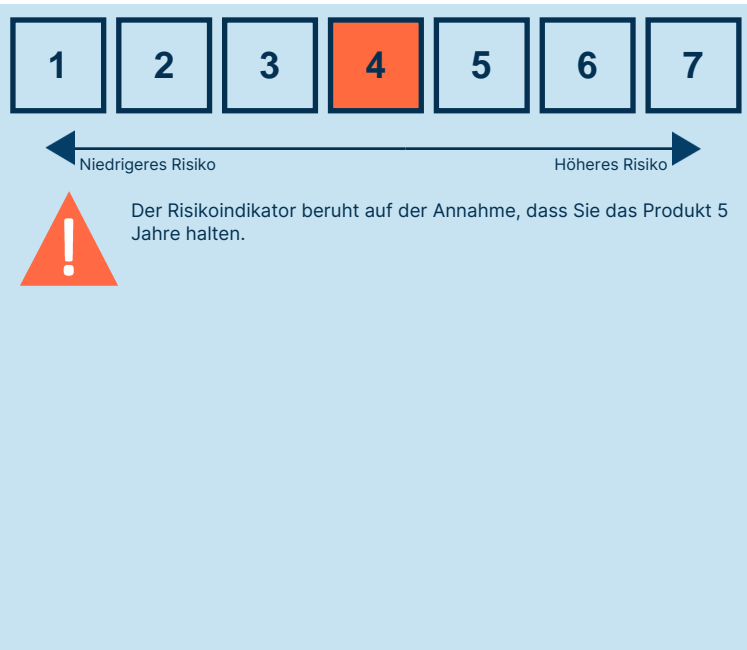 1 2 3 4 5 6 7
Niedrigeres Risiko Höheres Risiko
!
Der Risikoindikator beruht auf der Annahme, dass Sie das Produkt 5
Jahre halten.